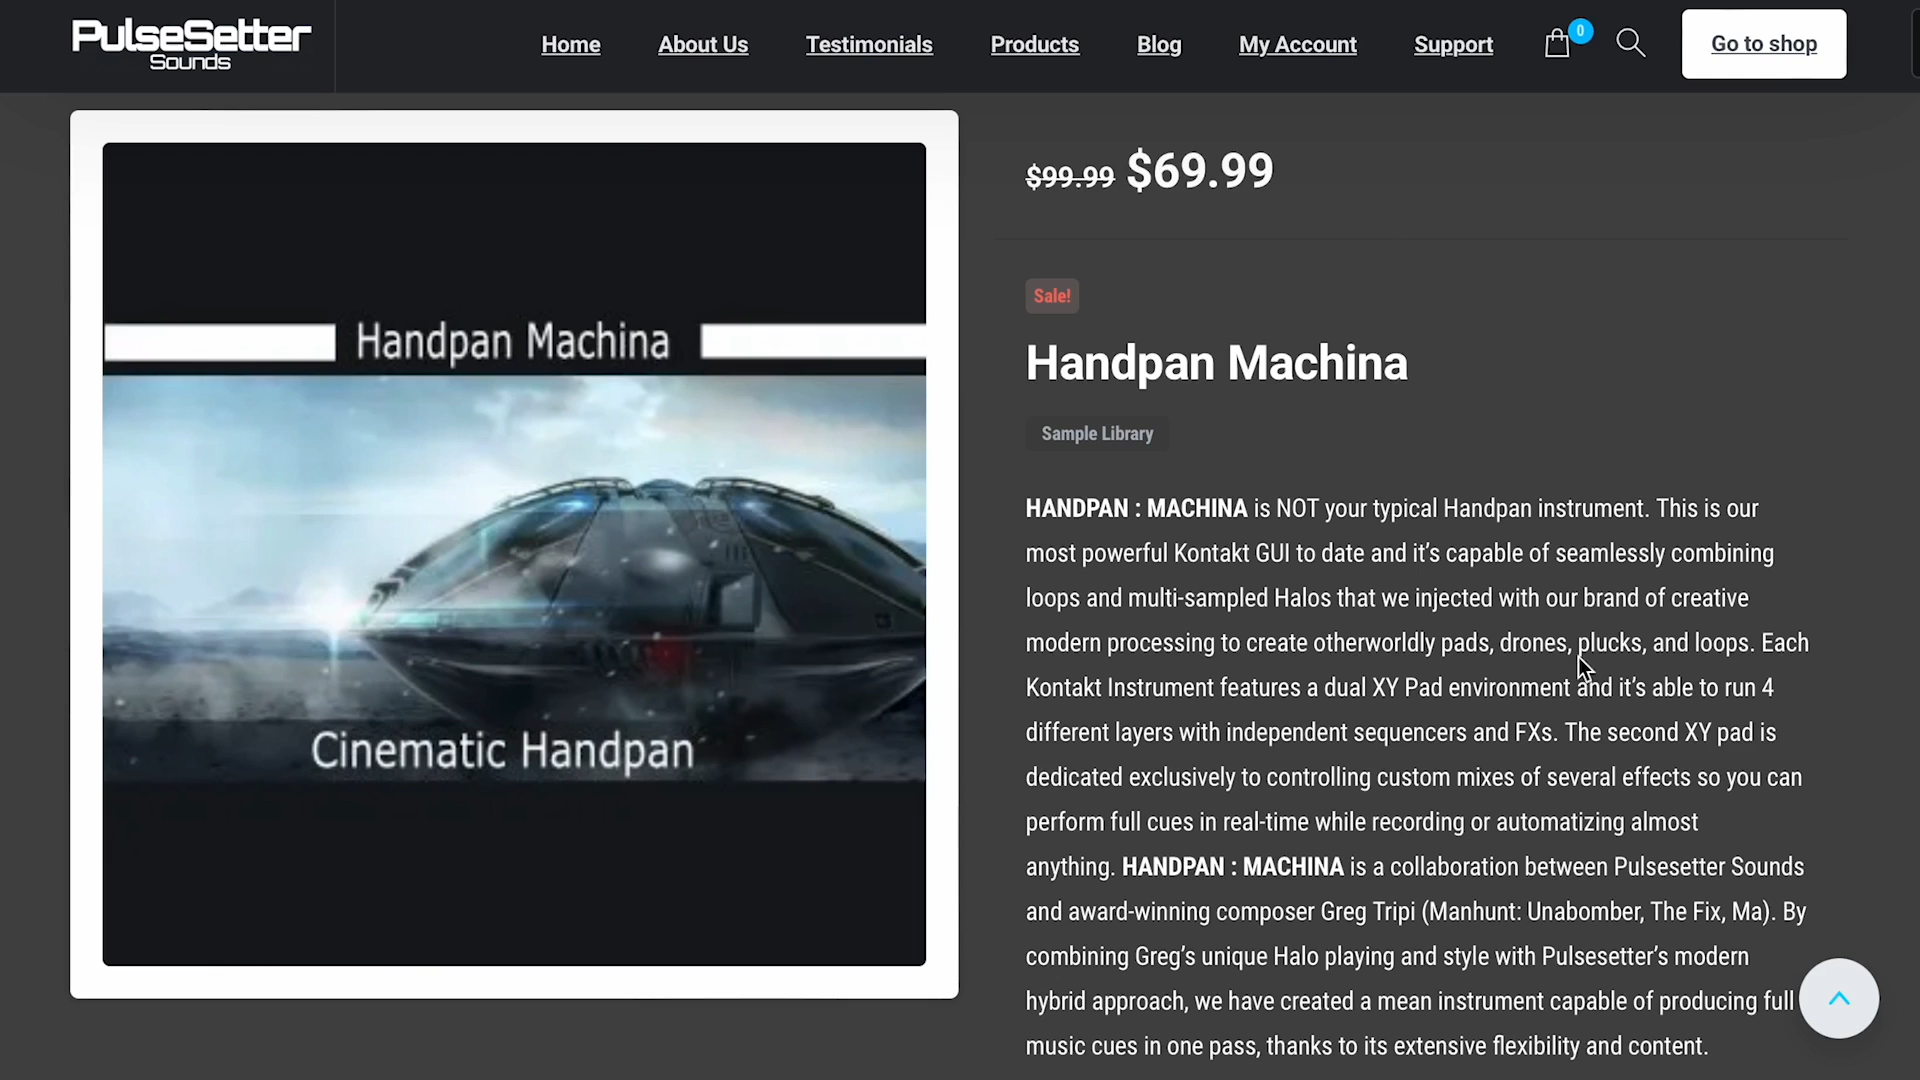 PulseSetter
Sounds
Home
About Us
Testimonials
Products
Blog
My Account
Support
0
Go to shop
$99.99 $69.99
Sale!
Handpan Machina
Sample Library
HANDPAN : MACHINA is NOT your typical Handpan instrument. This is our
most powerful Kontakt GUI to date and it’s capable of seamlessly combining
loops and multi-sampled Halos that we injected with our brand of creative
modern processing to create otherworldly pads, drones, plucks, and loops. Each
Kontakt Instrument features a dual XY Pad environment and it’s able to run 4
different layers with independent sequencers and FXs. The second XY pad is
dedicated exclusively to controlling custom mixes of several effects so you can
perform full cues in real-time while recording or automatizing almost
anything. HANDPAN : MACHINA is a collaboration between Pulsesetter Sounds
and award-winning composer Greg Tripi (Manhunt: Unabomber, The Fix, Ma). By
combining Greg’s unique Halo playing and style with Pulsesetter’s modern
hybrid approach, we have created a mean instrument capable of producing full
music cues in one pass, thanks to its extensive flexibility and content.
Handpan Machina
Cinematic Handpan